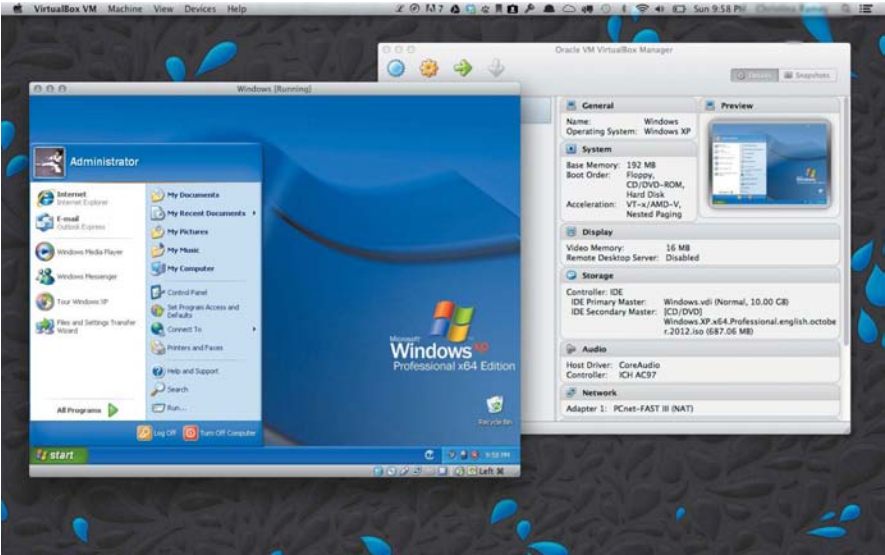 VirtualBox VM Machine View Devices Help
7
Sun 9:58 PM
Oracle VM VirtualBox Manager
Details Snapshots
General
Name: Windows
Operating System: Windows XP
Preview
System
Base Memory: 192 MB
Boot Order: Floppy,
CD/DVD-ROM,
Hard Disk
Acceleration: VT-x/AMD-V,
Nested Paging
Display
Video Memory: 16 MB
Remote Desktop Server: Disabled
Storage
Controller: IDE
IDE Primary Master: Windows.vdi (Normal, 10.00 GB)
IDE Secondary Master: [CD/DVD]
Windows.XP.x64.Professional.english.octobe
r.2012.iso (687.06 MB)
Audio
Host Driver: CoreAudio
Controller: ICH AC97
Network
Adapter 1: PCnet-FAST III (NAT)
Windows [Running]
Administrator
Internet
Internet Explorer
E-mail
Outlook Express
Windows Media Player
Windows Messenger
Tour Windows XP
Files and Settings Transfer
Wizard
All Programs
My Documents
My Recent Documents
My Pictures
My Music
My Computer
Control Panel
Set Program Access and
Defaults
Connect To
Printers and Faxes
Help and Support
Search
Run...
Log Off Turn Off Computer
Microsoft
Windows xp
Professional x64 Edition
Recycle Bin
start
9:58 PM
Left ⌘